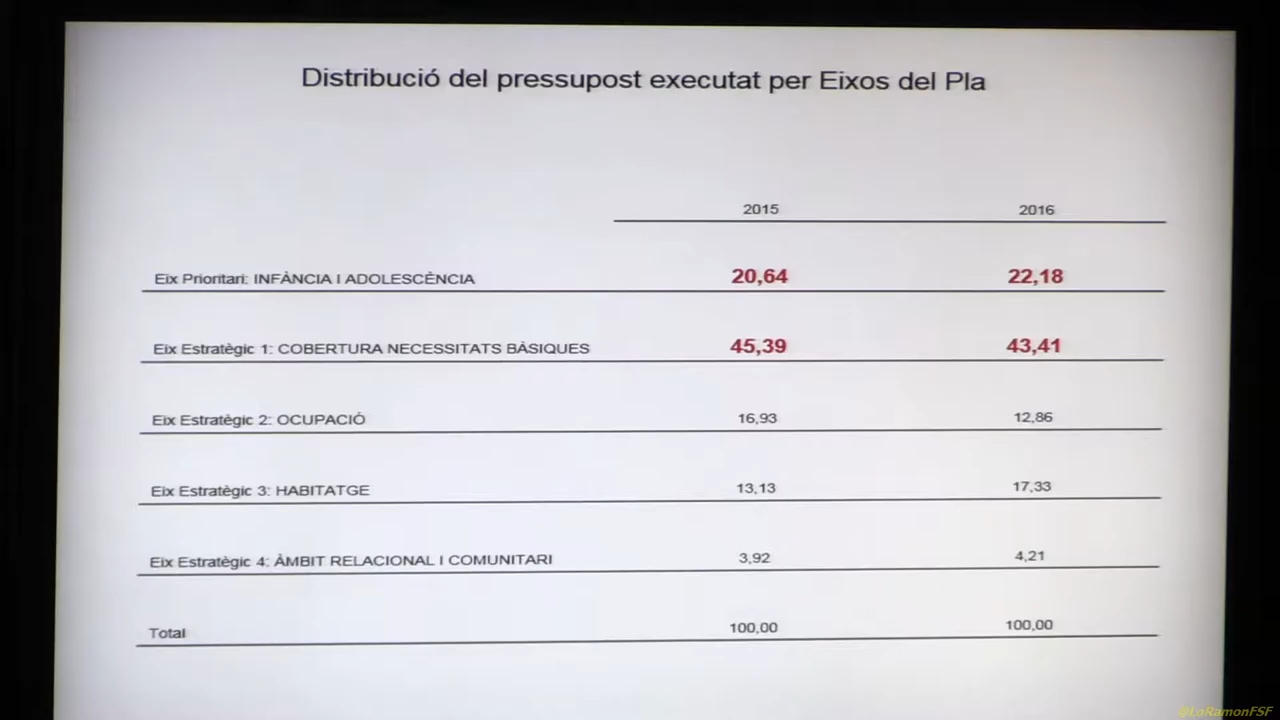 Distribució del pressupost executat per Eixos del Pla
2015 2016
Eix Prioritari: INFÀNCIA I ADOLESCÈNCIA 20,64 22,18
Eix Estratègic 1: COBERTURA NECESSITATS BÀSIQUES 45,39 43,41
Eix Estratègic 2: OCUPACIÓ 16,93 12,86
Eix Estratègic 3: HABITATGE 13,13 17,33
Eix Estratègic 4: ÀMBIT RELACIONAL I COMUNITARI 3,92 4,21
Total 100,00 100,00
@LoRamonFSF